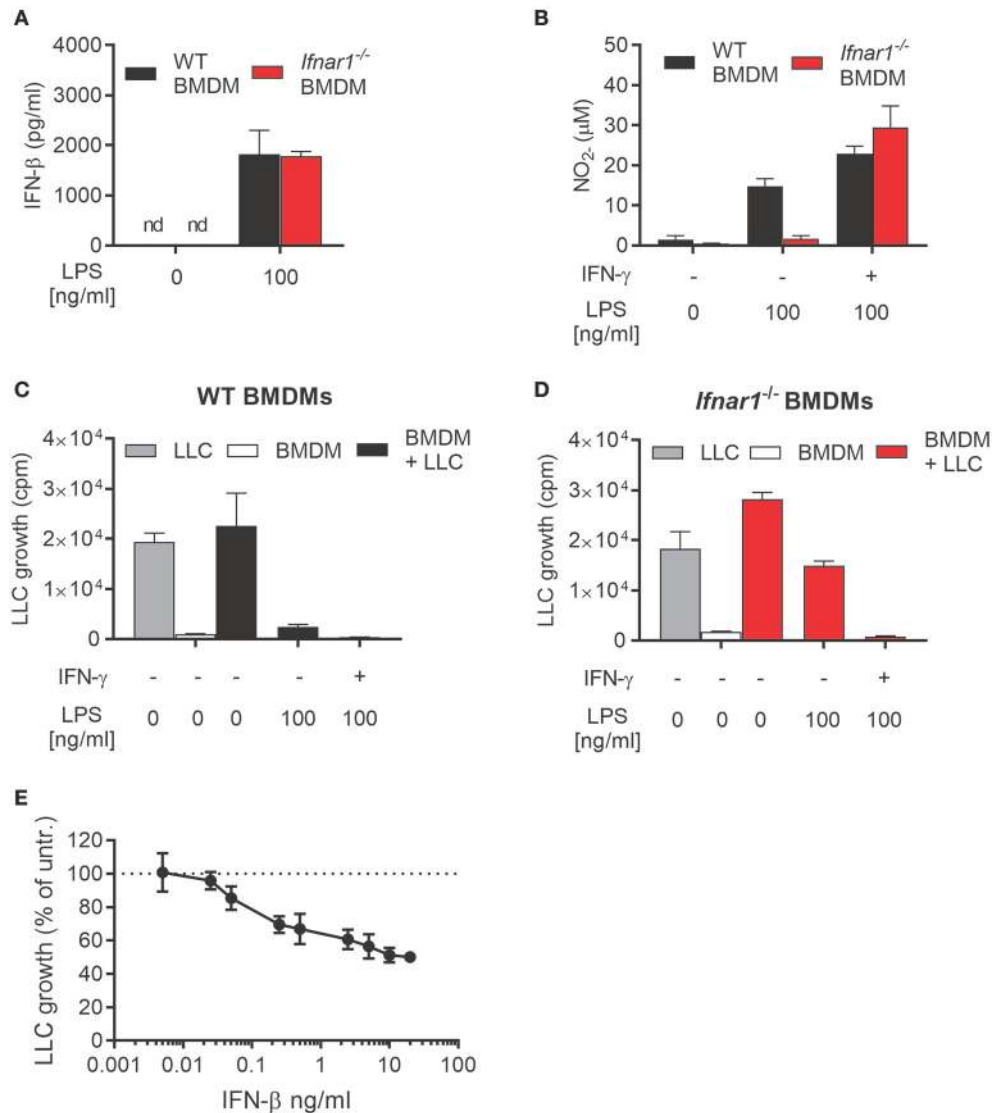 A
4000
3000
2000
1000
0
IFN-β (pg/ml)
WT
BMDM
Ifnar1-/-
BMDM
nd nd
LPS
[ng/ml]
0 100
B
50
40
30
20
10
0
NO2- (μM)
WT
BMDM
Ifnar1-/-
BMDM
IFN-γ - - +
LPS
[ng/ml]
0 100 100
C
WT BMDMs
4×10^4
3×10^4
2×10^4
1×10^4
0
LLC growth (cpm)
LLC BMDM BMDM
+ LLC
IFN-γ - - - - +
LPS
[ng/ml]
0 0 0 100 100
D
Ifnar1-/- BMDMs
4×10^4
3×10^4
2×10^4
1×10^4
0
LLC growth (cpm)
LLC BMDM BMDM
+ LLC
IFN-γ - - - - +
LPS
[ng/ml]
0 0 0 100 100
E
120
100
80
60
40
20
0
LLC growth (% of untr.)
0.001 0.01 0.1 1 10 100
IFN-β ng/ml